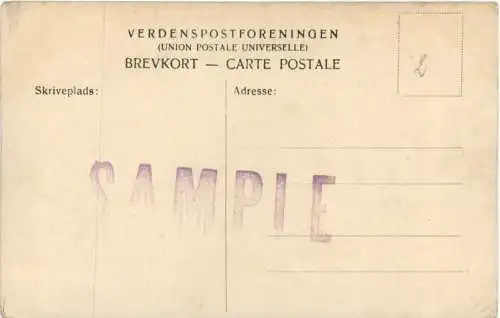 VERDENSPOSTFORENINGEN
(UNION POSTALE UNIVERSELLE)
BREVKORT — CARTE POSTALE
Skriveplads:
Adresse:
SAMPLE